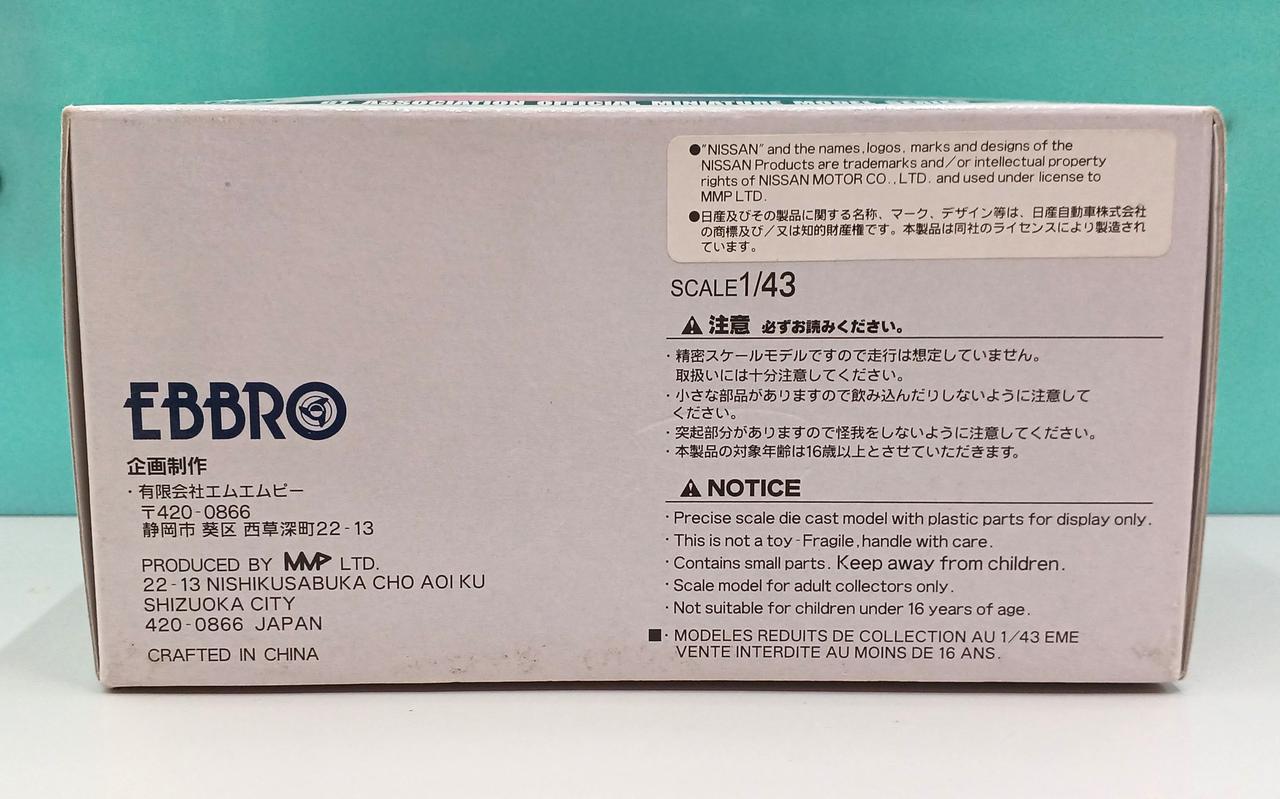 GT ASSOCIATION OFFICIAL MINIATURE MODEL SERIES
●"NISSAN" and the names,logos, marks and designs of the
NISSAN Products are trademarks and/or intellectual property
rights of NISSAN MOTOR CO.,LTD. and used under license to
MMP LTD.
●日産及びその製品に関する名称、マーク、デザイン等は、日産自動車株式会社
の商標及び/又は知的財産権です。本製品は同社のライセンスにより製造され
ています。
SCALE1/43
⚠注意 必ずお読みください。
・精密スケールモデルですので走行は想定していません。
取扱いには十分注意してください。
・小さな部品がありますので飲み込んだりしないように注意して
ください。
・突起部分がありますので怪我をしないように注意してください。
・本製品の対象年齢は16歳以上とさせていただきます。
⚠NOTICE
・Precise scale die cast model with plastic parts for display only.
・This is not a toy-Fragile,handle with care.
・Contains small parts. Keep away from children.
・Scale model for adult collectors only.
・Not suitable for children under 16 years of age.
■・MODELES REDUITS DE COLLECTION AU 1/43 EME
VENTE INTERDITE AU MOINS DE 16 ANS.
EBBRO
企画制作
・有限会社エムエムピー
〒420-0866
静岡市 葵区 西草深町22-13
PRODUCED BY MMP LTD.
22-13 NISHIKUSABUKA CHO AOI KU
SHIZUOKA CITY
420-0866 JAPAN
CRAFTED IN CHINA